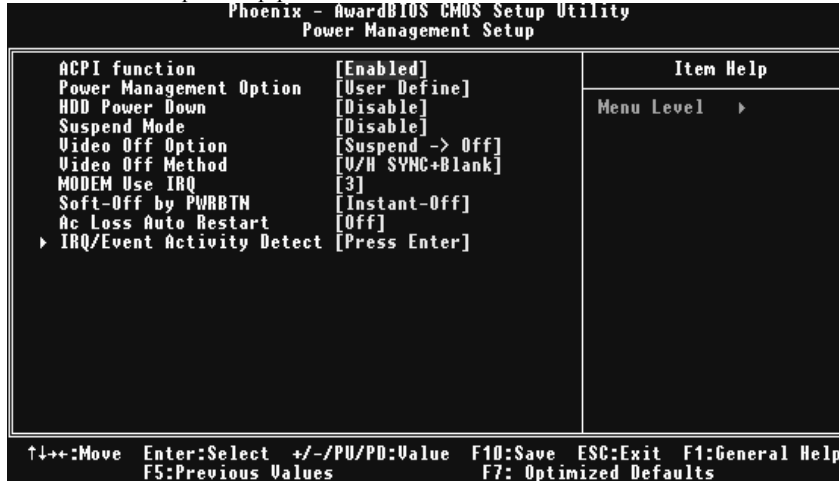 Phoenix - AwardBIOS CMOS Setup Utility
Power Management Setup
ACPI function [Enabled]
Power Management Option [User Define]
HDD Power Down [Disable]
Suspend Mode [Disable]
Video Off Option [Suspend -> Off]
Video Off Method [V/H SYNC+Blank]
MODEM Use IRQ [3]
Soft-Off by PWRBTN [Instant-Off]
Ac Loss Auto Restart [Off]
▸ IRQ/Event Activity Detect [Press Enter]
Item Help
Menu Level ▸
↑↓→←:Move Enter:Select +/-/PU/PD:Value F10:Save ESC:Exit F1:General Help
F5:Previous Values F7: Optimized Defaults